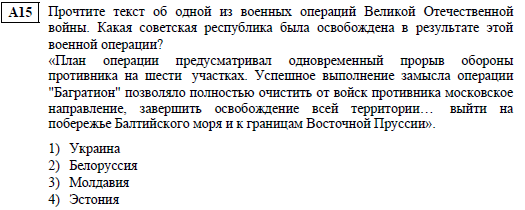 А15 Прочтите текст об одной из военных операций Великой Отечественной
войны. Какая советская республика была освобождена в результате этой
военной операции?
«План операции предусматривал одновременный прорыв обороны
противника на шести участках. Успешное выполнение замысла операции
"Багратион" позволяло полностью очистить от войск противника московское
направление, завершить освобождение всей территории… выйти на
побережье Балтийского моря и к границам Восточной Пруссии».
1) Украина
2) Белоруссия
3) Молдавия
4) Эстония